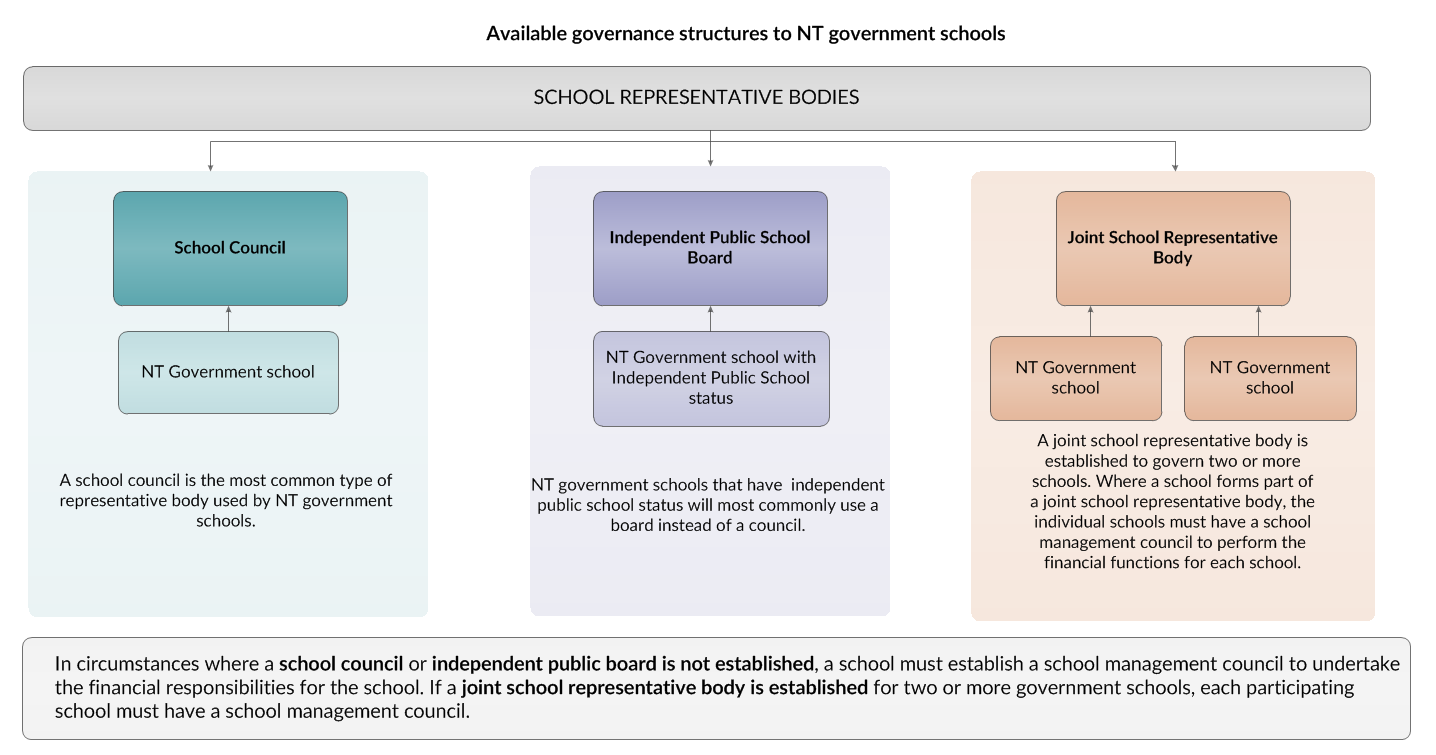 Available governance structures to NT government schools
SCHOOL REPRESENTATIVE BODIES
School Council
NT Government school
A school council is the most common type of
representative body used by NT government
schools.
Independent Public School
Board
NT Government school with
Independent Public School
status
NT government schools that have  independent
public school status will most commonly use a
board instead of a council.
Joint School Representative
Body
NT Government
school
NT Government
school
A joint school representative body is
established to govern two or more
schools. Where a school forms part of
a joint school representative body, the
individual schools must have a school
management council to perform the
financial functions for each school.
In circumstances where a school council or independent public board is not established, a school must establish a school management council to undertake
the financial responsibilities for the school. If a joint school representative body is established for two or more government schools, each participating
school must have a school management council.